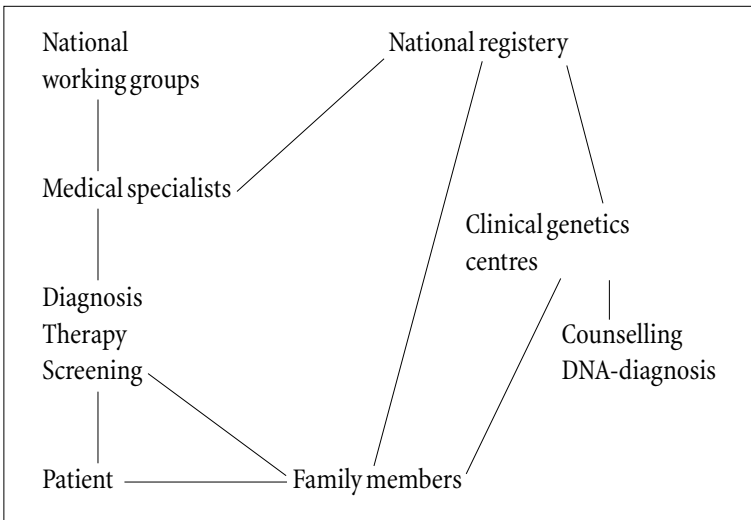 National
working groups
National registery
Medical specialists
Clinical genetics
centres
Diagnosis
Therapy
Screening
Counselling
DNA-diagnosis
Patient
Family members